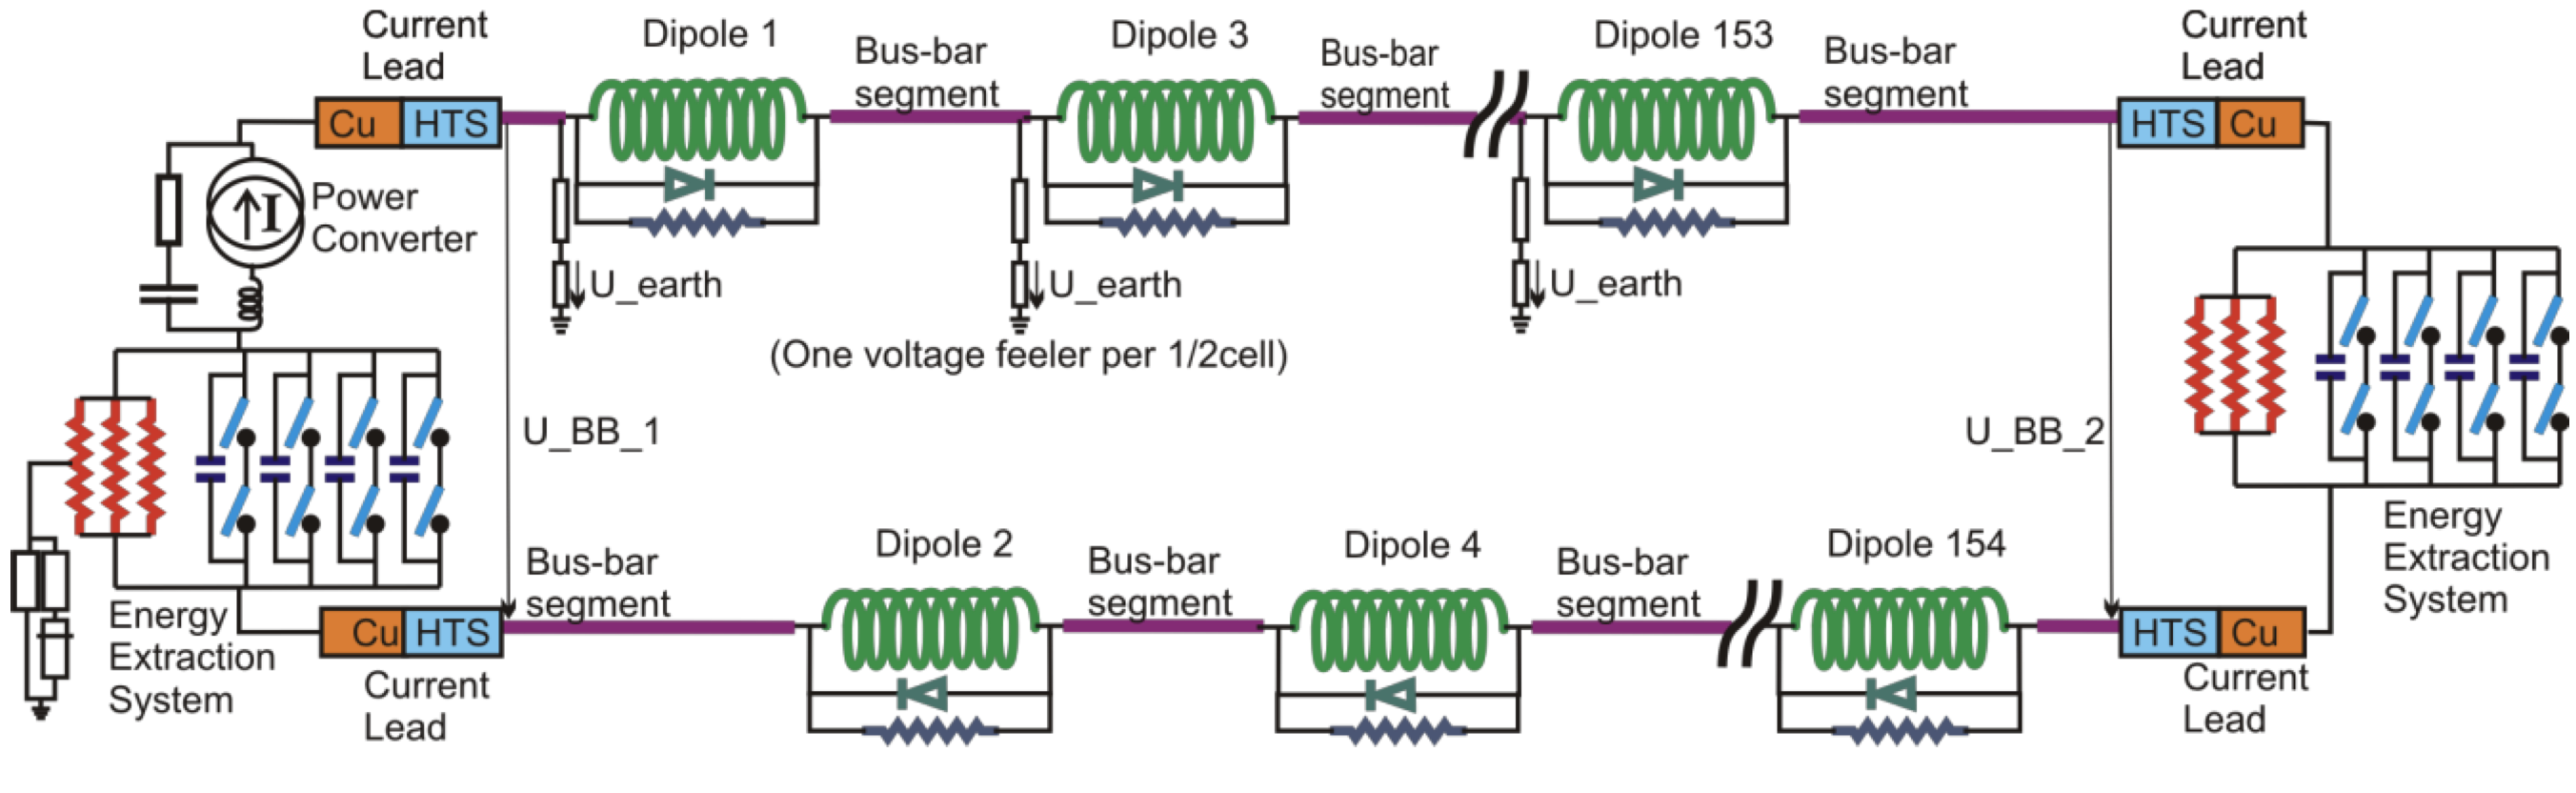 Current
Lead
Dipole 1
Bus-bar
segment
Dipole 3
Bus-bar
segment
Dipole 153
Bus-bar
segment
Current
Lead
Cu
HTS
HTS
Cu
I
Power
Converter
U_earth
U_earth
U_earth
(One voltage feeler per 1/2cell)
U_BB_1
U_BB_2
Energy
Extraction
System
Bus-bar
segment
Dipole 2
Bus-bar
segment
Dipole 4
Bus-bar
segment
Dipole 154
Energy
Extraction
System
Cu
HTS
HTS
Cu
Current
Lead
Current
Lead